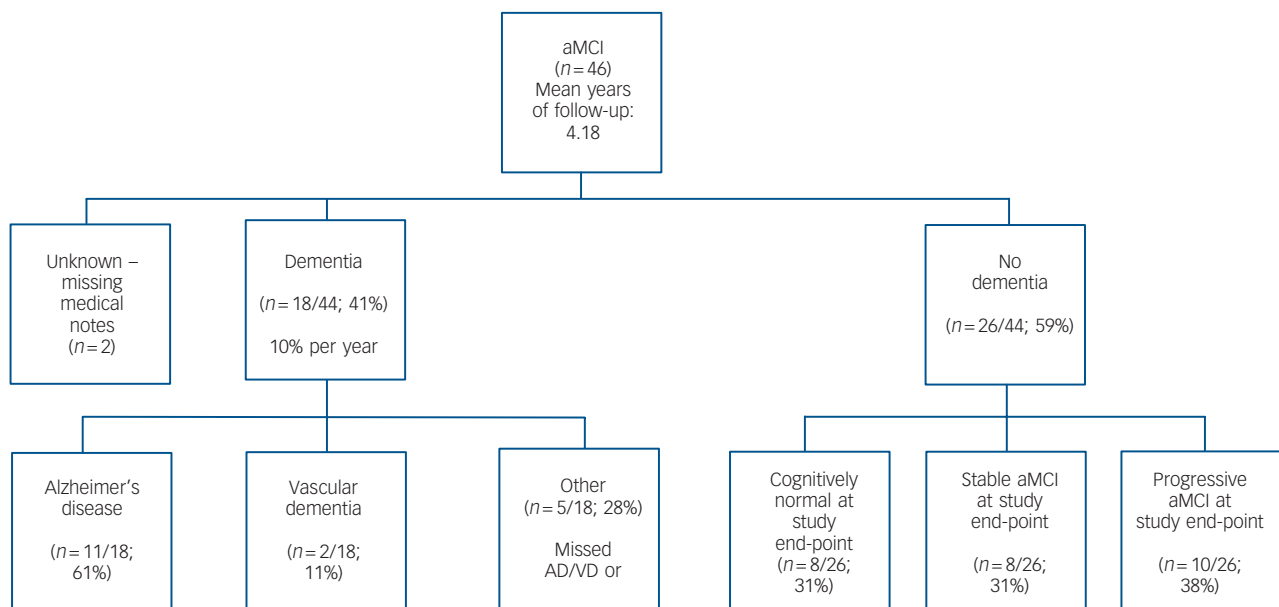 aMCI
(n=46)
Mean years
of follow-up:
4.18
Unknown –
missing
medical
notes
(n=2)
Dementia
(n=18/44; 41%)
10% per year
No
dementia
(n=26/44; 59%)
Alzheimer's
disease
(n=11/18;
61%)
Vascular
dementia
(n=2/18;
11%)
Other
(n=5/18; 28%)
Missed
AD/VD or
Cognitively
normal at
study
end-point
(n=8/26;
31%)
Stable aMCI
at study
end-point
(n=8/26;
31%)
Progressive
aMCI at
study end-point
(n=10/26;
38%)